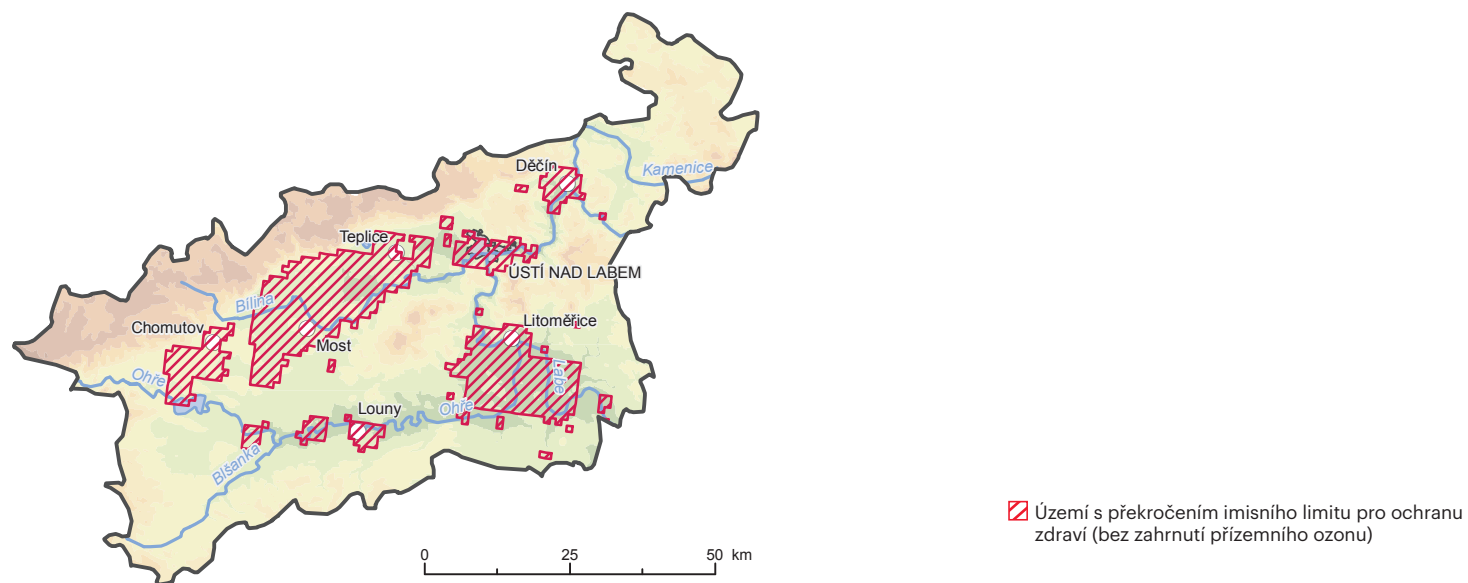 Děčín
Kamenice
Teplice
ÚSTÍ NAD LABEM
Bílina
Chomutov
Litoměřice
Most
Ohře
Labe
Louny
Ohře
Blšanka
0 25 50 km
Území s překročením imisního limitu pro ochranu
zdraví (bez zahrnutí přízemního ozonu)